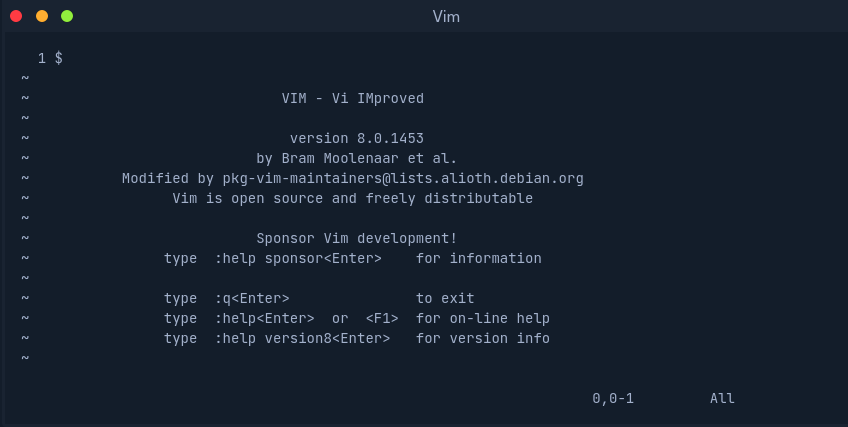 Vim
1 $
~
~ VIM - Vi IMproved
~
~ version 8.0.1453
~ by Bram Moolenaar et al.
~ Modified by pkg-vim-maintainers@lists.alioth.debian.org
~ Vim is open source and freely distributable
~
~ Sponsor Vim development!
~ type  :help sponsor<Enter>    for information
~
~ type  :q<Enter>               to exit
~ type  :help<Enter>  or  <F1>  for on-line help
~ type  :help version8<Enter>   for version info
~
0,0-1         All